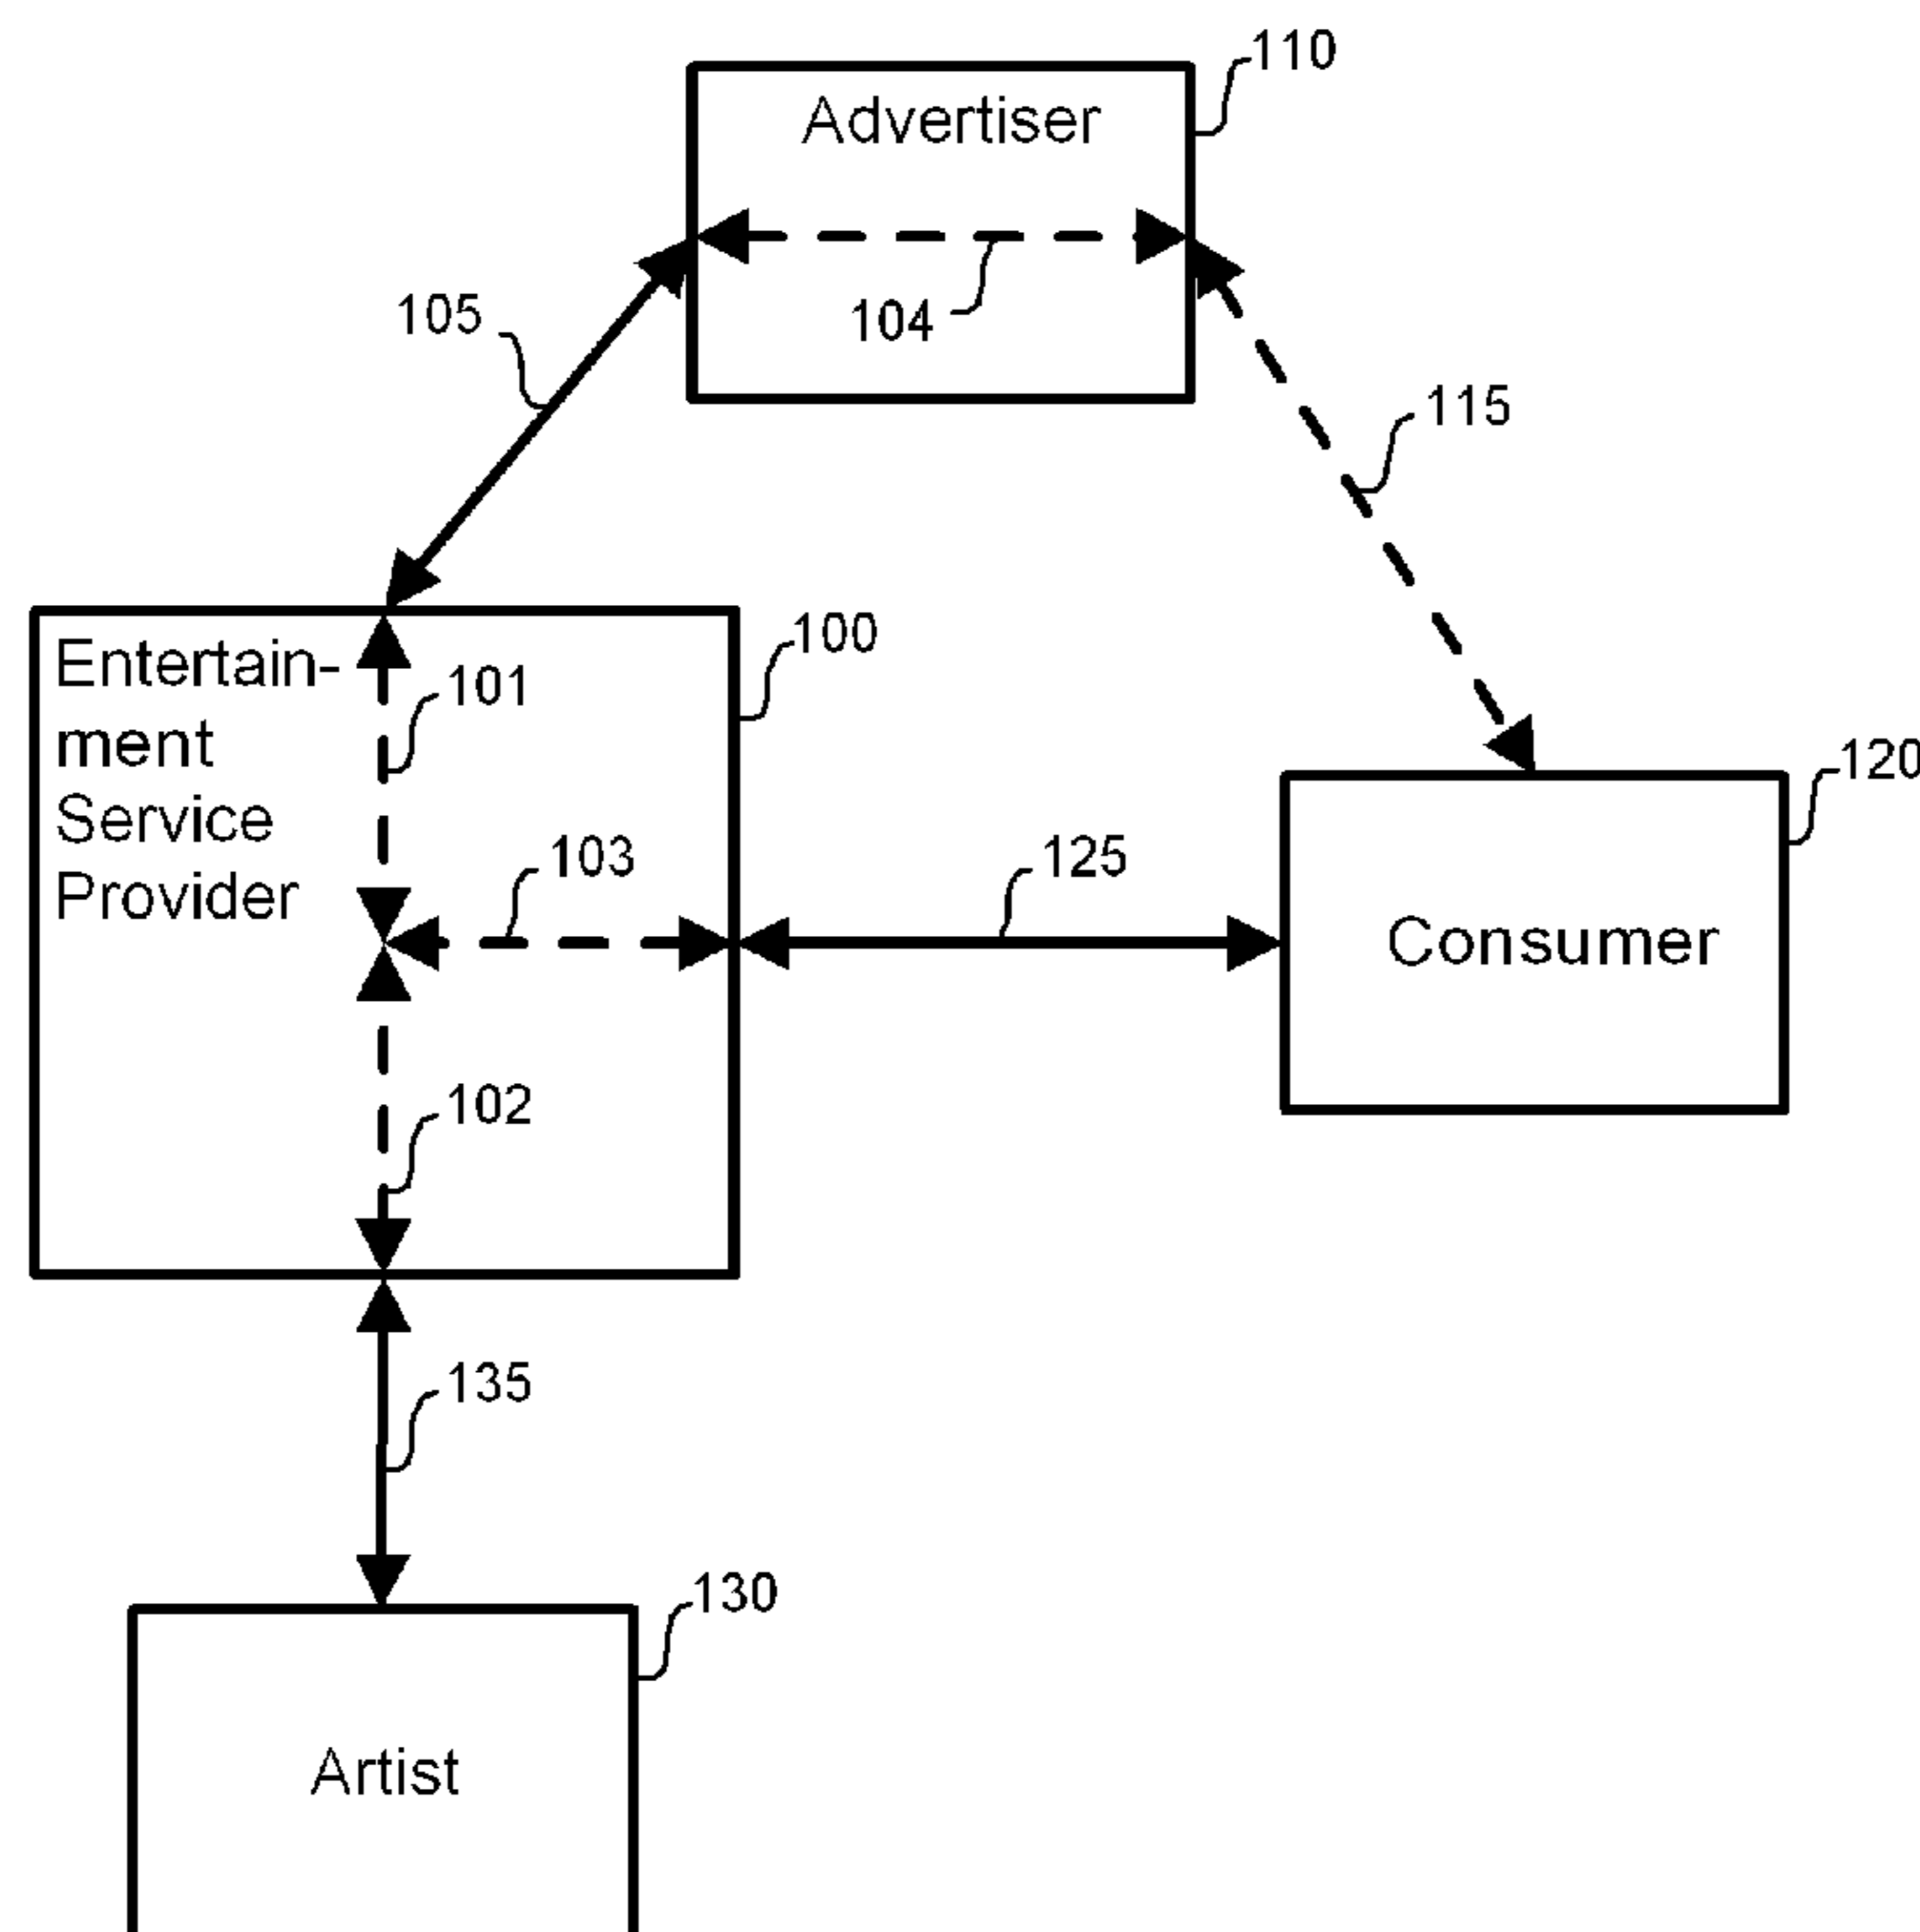 110
Advertiser
104
105
115
100
Entertain-
ment
Service
Provider
101
120
103
125
Consumer
102
135
130
Artist